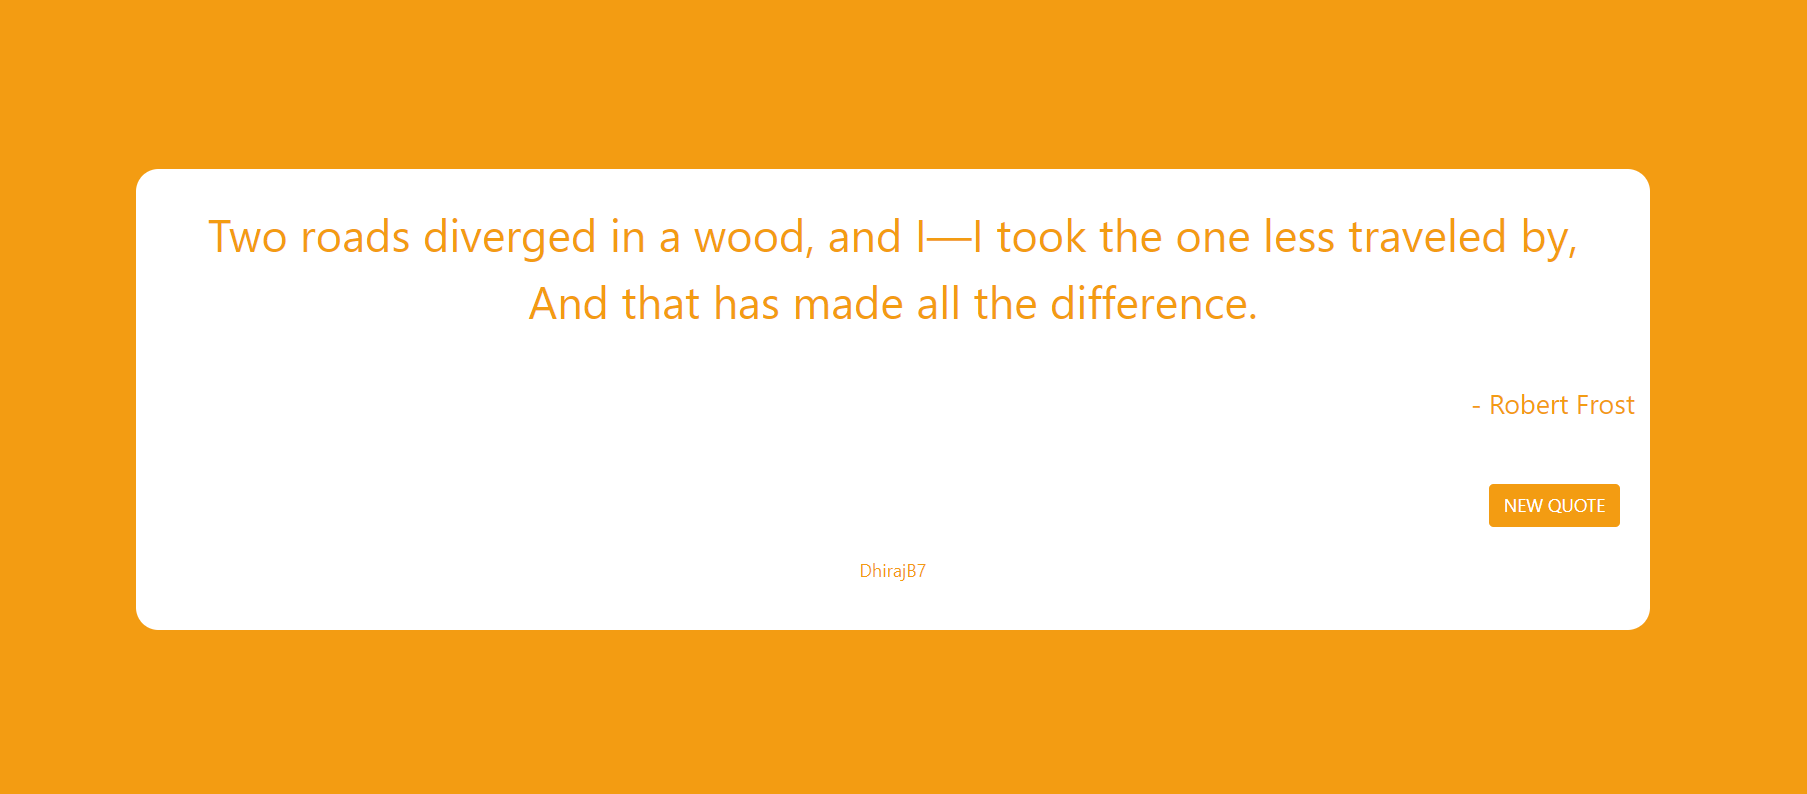 Two roads diverged in a wood, and I—I took the one less traveled by,
And that has made all the difference.
- Robert Frost
NEW QUOTE
DhirajB7